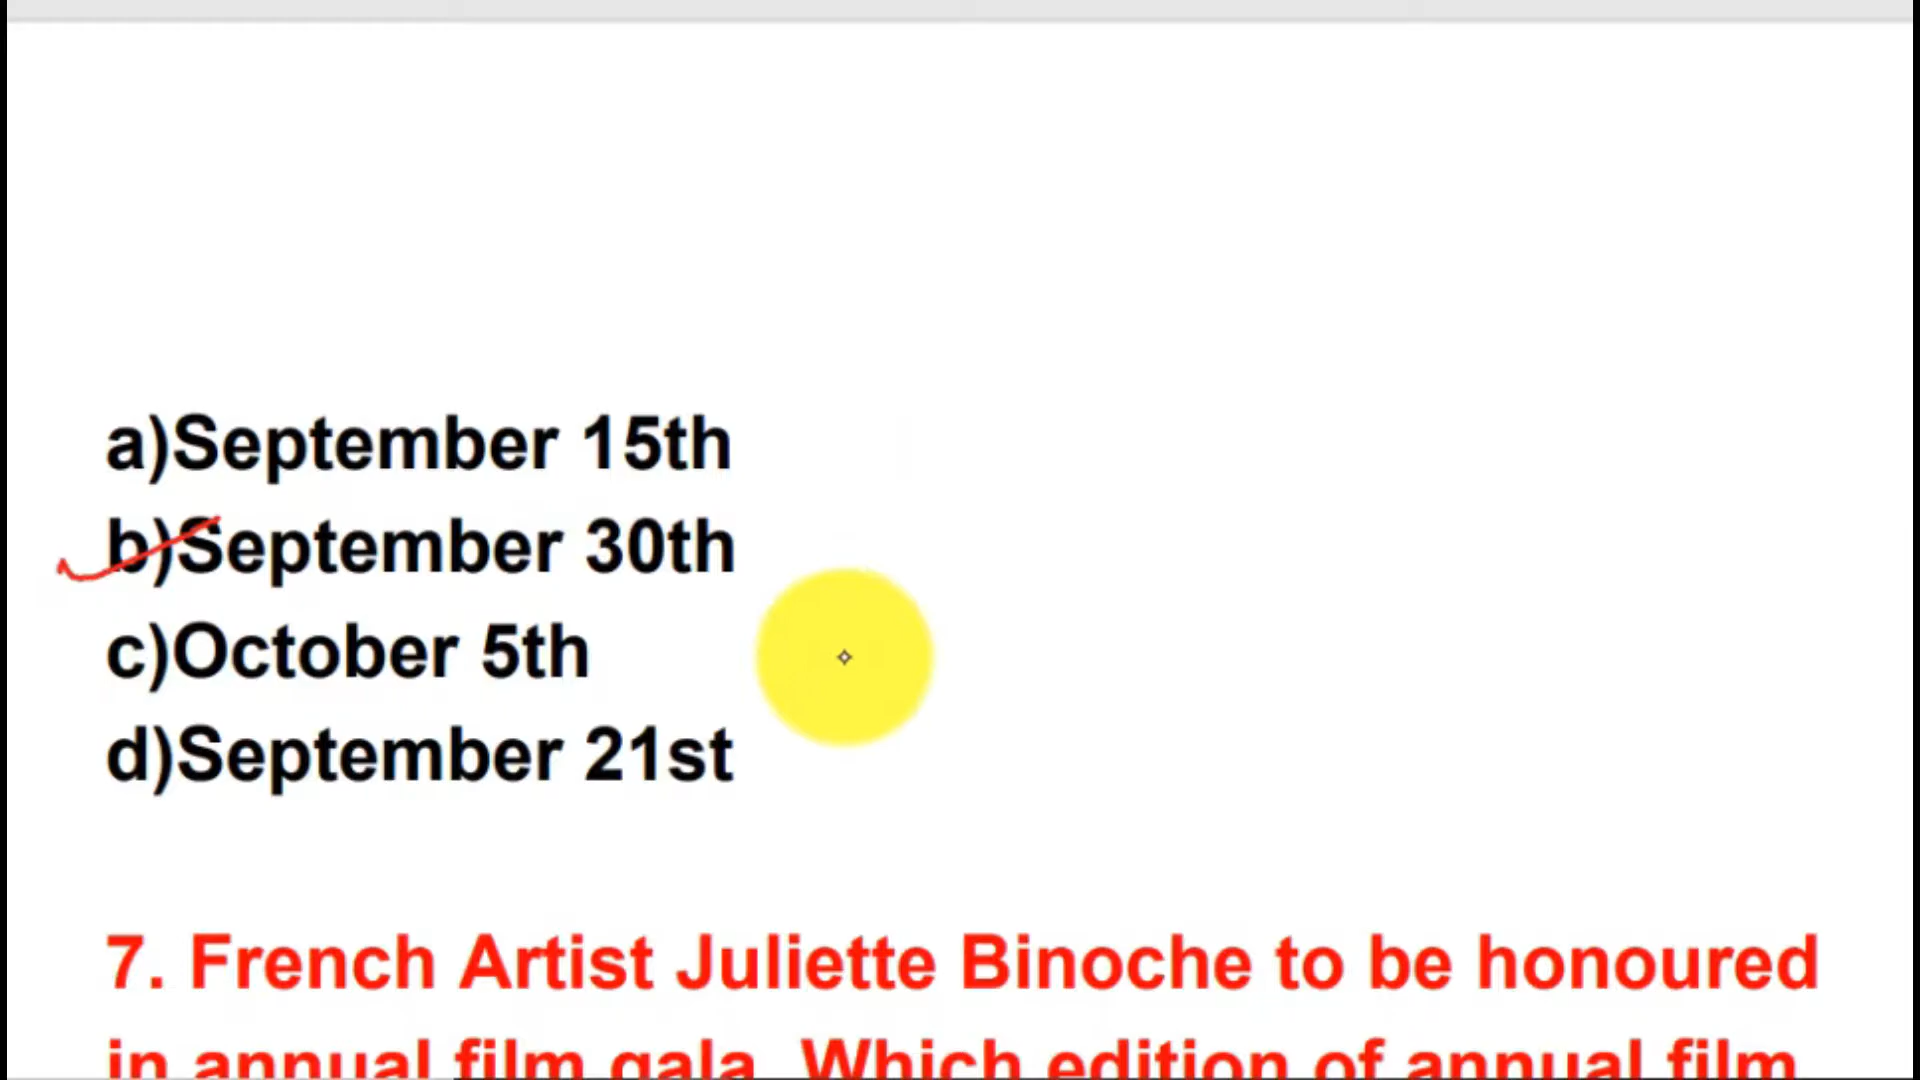 a)September 15th
b)September 30th
c)October 5th
d)September 21st
7. French Artist Juliette Binoche to be honoured
in annual film gala. Which edition of annual film